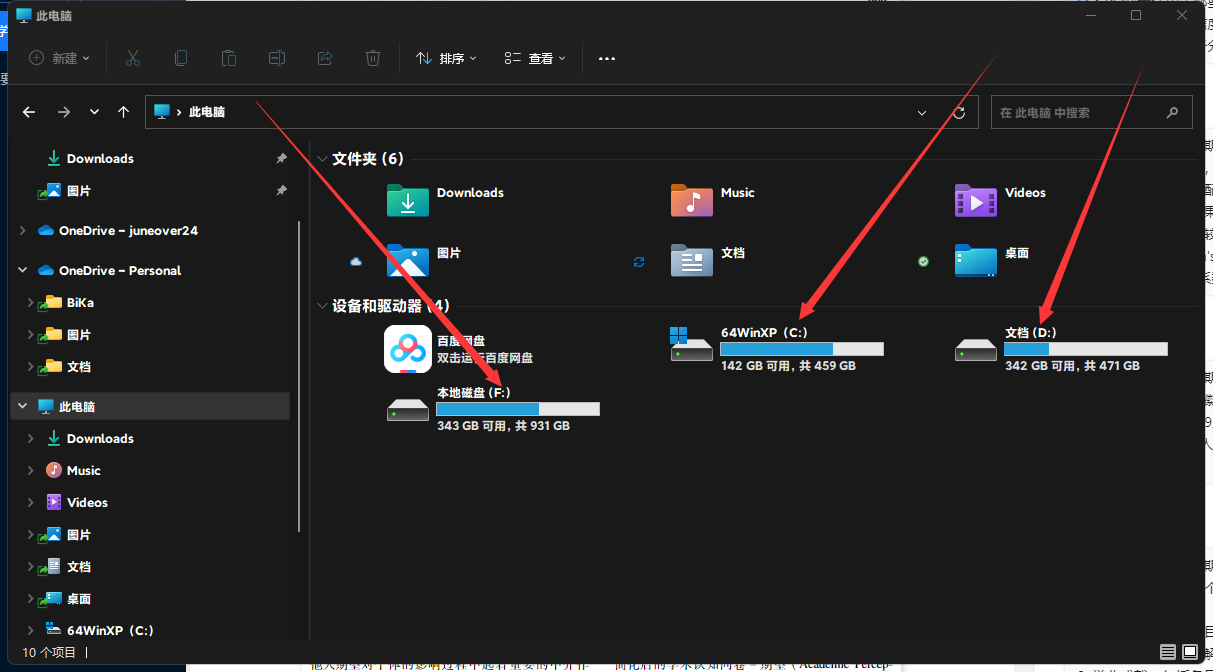 此电脑
新建
排序
查看
此电脑
在 此电脑 中搜索
Downloads
图片
OneDrive – juneover24
OneDrive – Personal
BiKa
图片
文档
此电脑
Downloads
Music
Videos
图片
文档
桌面
64WinXP (C:)
文件夹 (6)
Downloads
Music
Videos
图片
文档
桌面
设备和驱动器 (4)
百度网盘
双击运行百度网盘
64WinXP (C:)
142 GB 可用，共 459 GB
文档 (D:)
342 GB 可用，共 471 GB
本地磁盘 (F:)
343 GB 可用，共 931 GB
10 个项目